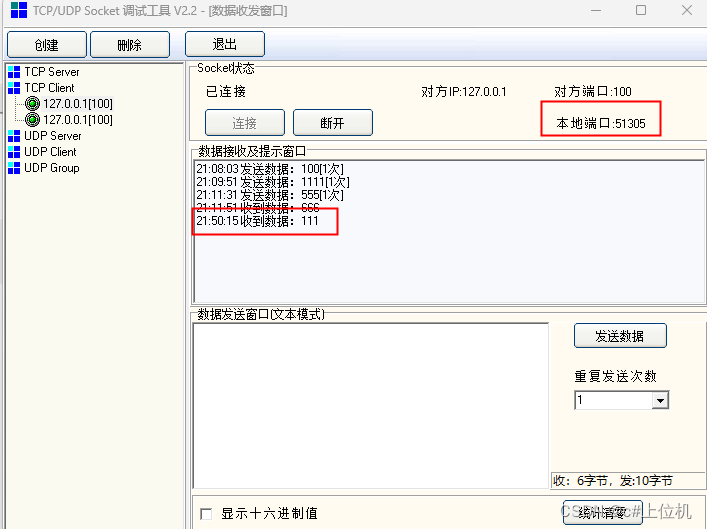 TCP/UDP Socket 调试工具 V2.2 - [数据收发窗口]
创建 删除 退出
TCP Server
TCP Client
127.0.0.1[100]
127.0.0.1[100]
UDP Server
UDP Client
UDP Group
Socket状态
已连接 对方IP:127.0.0.1 对方端口:100
连接 断开 本地端口:51305
数据接收及提示窗口
21:08:03 发送数据：100[1次]
21:09:51 发送数据：1111[1次]
21:11:31 发送数据：555[1次]
21:11:51 收到数据：666
21:50:15 收到数据：111
数据发送窗口(文本模式)
发送数据
重复发送次数
1
收：6字节，发:10字节
显示十六进制值 统计清零
CSDN @c#上位机